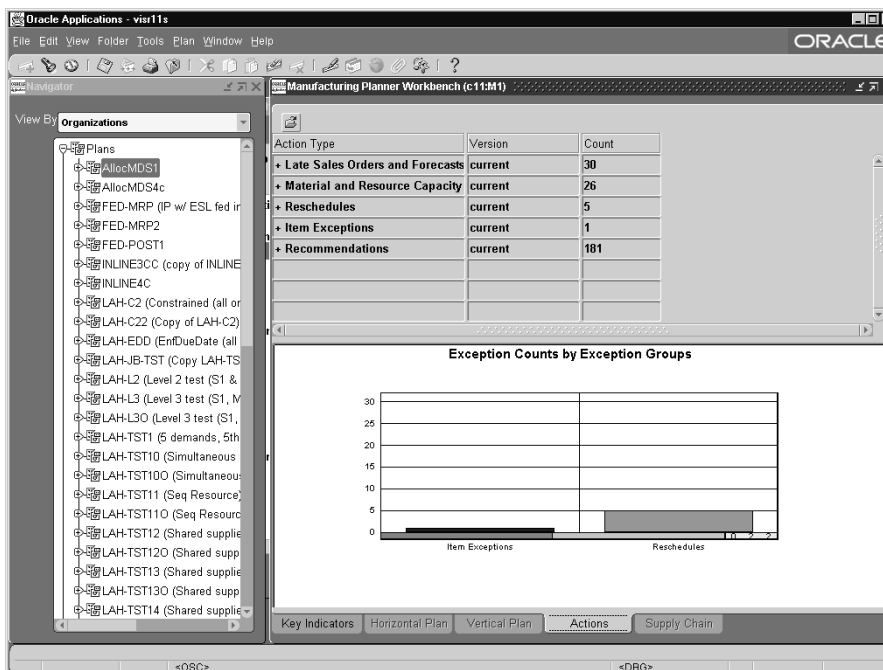 Oracle Applications - visr11s
File Edit View Folder Tools Plan Window Help
ORACLE
Navigator
Manufacturing Planner Workbench (c11:M1)
View By Organizations
Plans
AllocMDS1
AllocMDS4c
FED-MRP (IP w/ ESL fed in
FED-MRP2
FED-POST1
INLINE3CC (copy of INLINE
INLINE4C
LAH-C2 (Constrained (all or
LAH-C22 (Copy of LAH-C2)
LAH-EDD (EnfDueDate (all
LAH-JB-TST (Copy LAH-TS
LAH-L2 (Level 2 test (S1 &
LAH-L3 (Level 3 test (S1, M
LAH-L3O (Level 3 test (S1,
LAH-TST1 (5 demands, 5th
LAH-TST10 (Simultaneous
LAH-TST10O (Simultaneou
LAH-TST11 (Seq Resource)
LAH-TST11O (Seq Resourc
LAH-TST12 (Shared supplie
LAH-TST12O (Shared supp
LAH-TST13 (Shared supplie
LAH-TST13O (Shared supp
LAH-TST14 (Shared supplie
Action Type Version Count
+ Late Sales Orders and Forecasts current 30
+ Material and Resource Capacity current 26
+ Reschedules current 5
+ Item Exceptions current 1
+ Recommendations current 181
Exception Counts by Exception Groups
30
25
20
15
10
5
0
0 2 2
Item Exceptions Reschedules
Key Indicators Horizontal Plan Vertical Plan Actions Supply Chain
<OSC> <DBG>